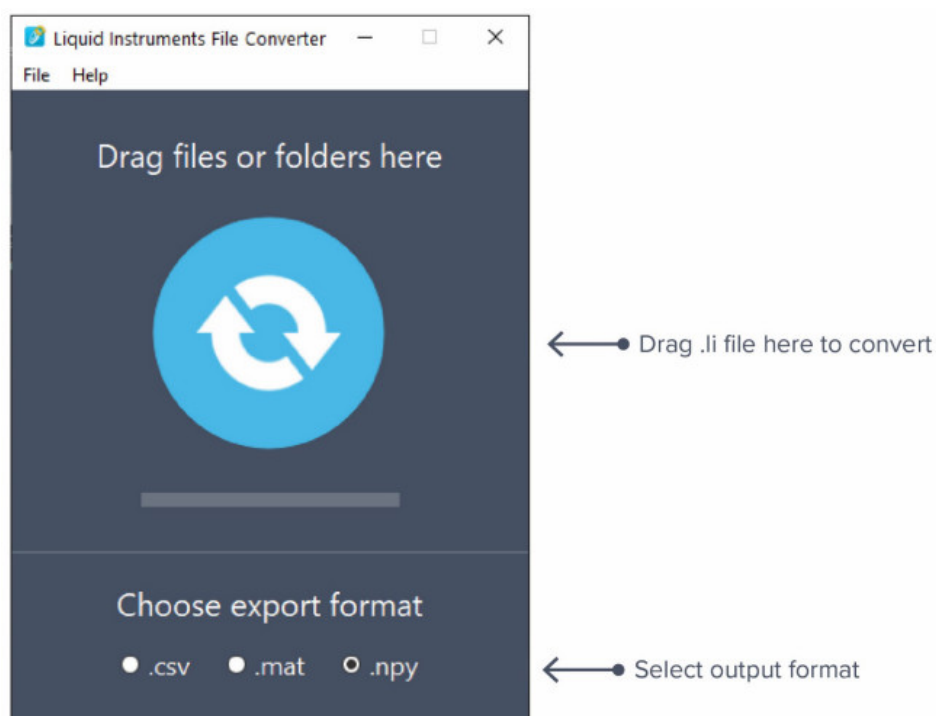 Liquid Instruments File Converter
File Help
Drag files or folders here
Drag .li file here to convert
Choose export format
.csv .mat .npy
Select output format